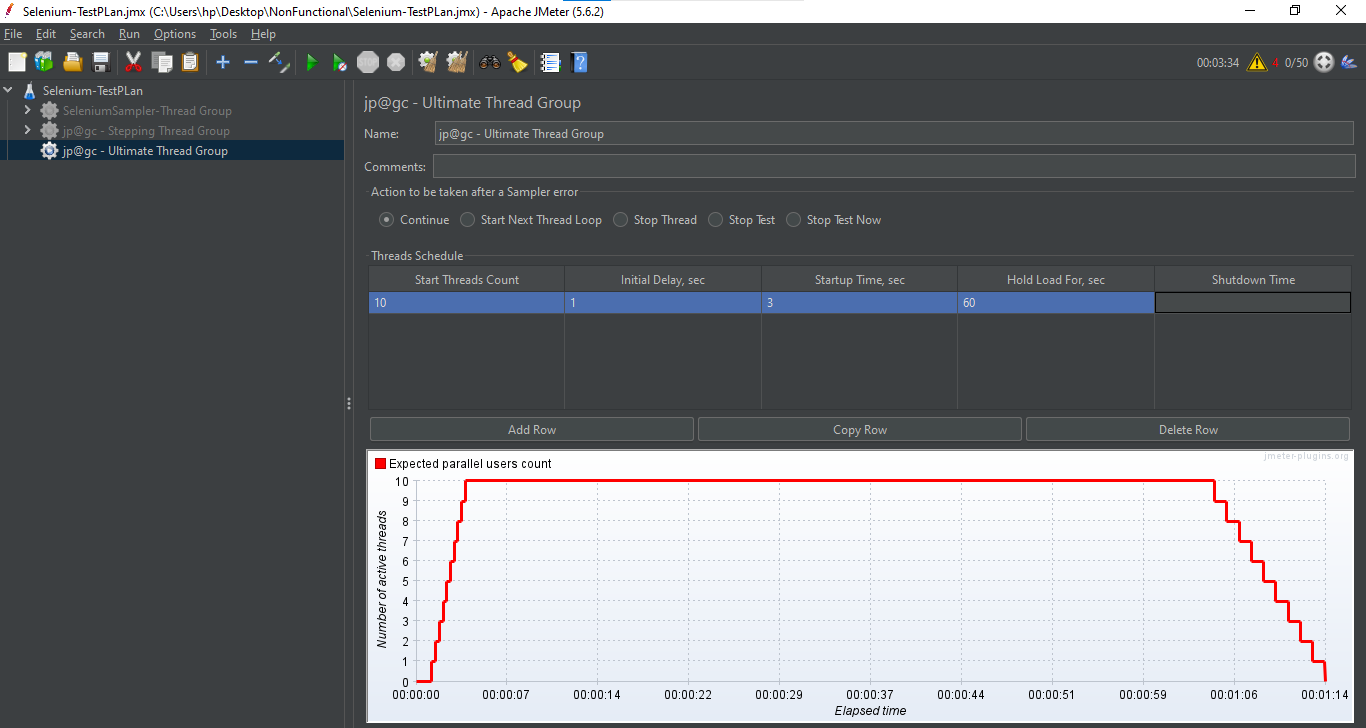 Selenium-TestPLan.jmx (C:\Users\hp\Desktop\NonFunctional\Selenium-TestPLan.jmx) - Apache JMeter (5.6.2)
File Edit Search Run Options Tools Help
STOP
00:03:34 4 0/50
Selenium-TestPLan
SeleniumSampler-Thread Group
jp@gc - Stepping Thread Group
jp@gc - Ultimate Thread Group
jp@gc - Ultimate Thread Group
Name: jp@gc - Ultimate Thread Group
Comments:
Action to be taken after a Sampler error
Continue Start Next Thread Loop Stop Thread Stop Test Stop Test Now
Threads Schedule
Start Threads Count Initial Delay, sec Startup Time, sec Hold Load For, sec Shutdown Time
10 1 3 60
Add Row Copy Row Delete Row
jmeter-plugins.org
Expected parallel users count
10
9
8
7
6
5
4
3
2
1
0
Number of active threads
00:00:00 00:00:07 00:00:14 00:00:22 00:00:29 00:00:37 00:00:44 00:00:51 00:00:59 00:01:06 00:01:14
Elapsed time